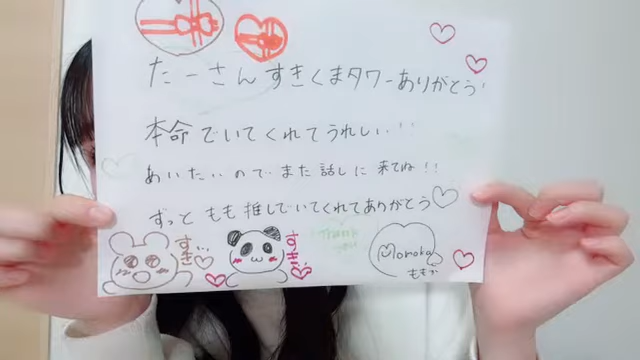 たーさん すきくまタワーありがとう!
本命でいてくれてうれしい!!
あいたいので また 話しに 来てね!!
ずっと もも推しでいてくれてありがとう♡
すき…
すき
Thank you
Momoka
ももか